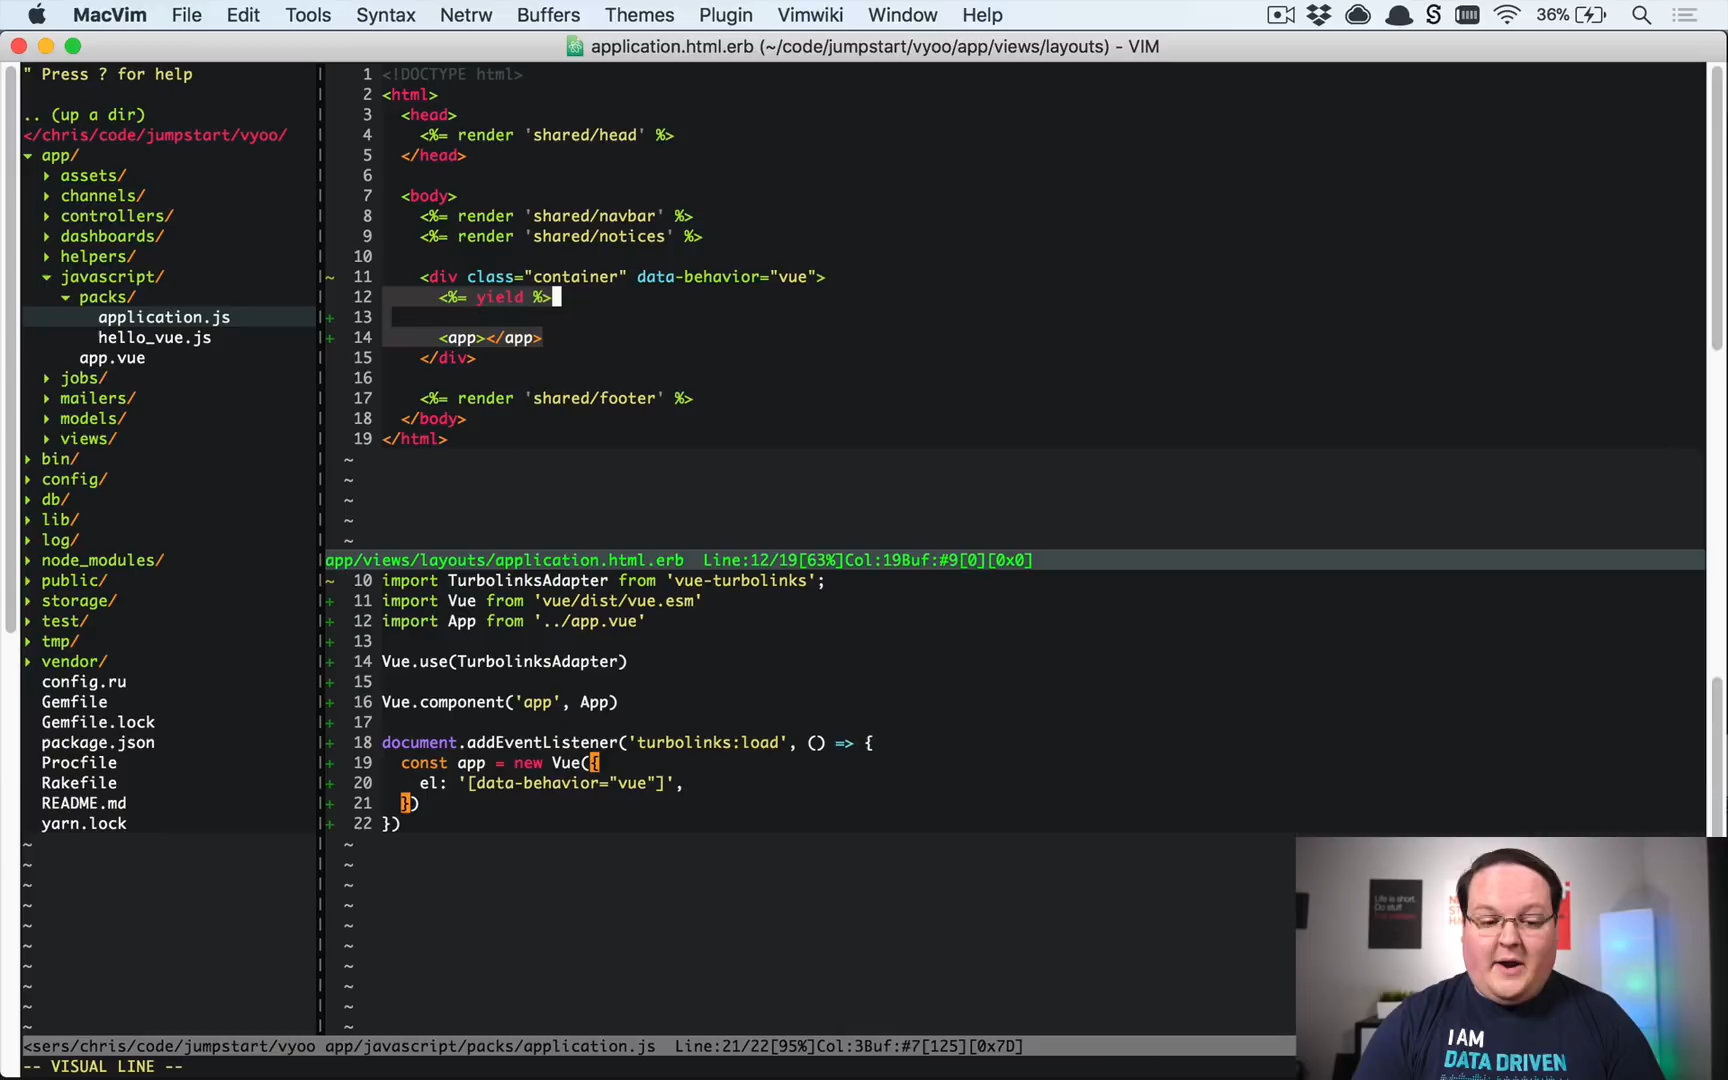 MacVim File Edit Tools Syntax Netrw Buffers Themes Plugin Vimwiki Window Help 36%
application.html.erb (~/code/jumpstart/vyoo/app/views/layouts) - VIM
" Press ? for help
.. (up a dir)
</chris/code/jumpstart/vyoo/
app/
assets/
channels/
controllers/
dashboards/
helpers/
javascript/
packs/
application.js
hello_vue.js
app.vue
jobs/
mailers/
models/
views/
bin/
config/
db/
lib/
log/
node_modules/
public/
storage/
test/
tmp/
vendor/
config.ru
Gemfile
Gemfile.lock
package.json
Procfile
Rakefile
README.md
yarn.lock
~
~
~
~
~
~
~
~
~
~
1 <!DOCTYPE html>
2 <html>
3 <head>
4 <%= render 'shared/head' %>
5 </head>
6
7 <body>
8 <%= render 'shared/navbar' %>
9 <%= render 'shared/notices' %>
10
~ 11 <div class="container" data-behavior="vue">
12 <%= yield %>
+ 13
+ 14 <app></app>
15 </div>
16
17 <%= render 'shared/footer' %>
18 </body>
19 </html>
~
~
~
~
app/views/layouts/application.html.erb Line:12/19[63%]Col:19Buf:#9[0][0x0]
~ 10 import TurbolinksAdapter from 'vue-turbolinks';
+ 11 import Vue from 'vue/dist/vue.esm'
+ 12 import App from '../app.vue'
+ 13
+ 14 Vue.use(TurbolinksAdapter)
+ 15
+ 16 Vue.component('app', App)
+ 17
+ 18 document.addEventListener('turbolinks:load', () => {
+ 19 const app = new Vue({
+ 20 el: '[data-behavior="vue"]',
+ 21 })
+ 22 })
~
~
~
~
~
~
~
~
~
~
<sers/chris/code/jumpstart/vyoo app/javascript/packs/application.js Line:21/22[95%]Col:3Buf:#7[125][0x7D]
-- VISUAL LINE --
Life is short.
Do stuff
I AM
DATA DRIVEN